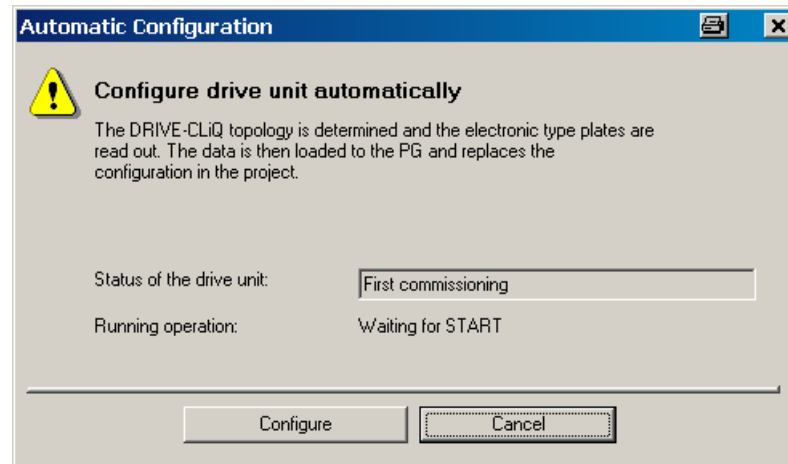 Automatic Configuration
Configure drive unit automatically
The DRIVE-CLiQ topology is determined and the electronic type plates are
read out. The data is then loaded to the PG and replaces the
configuration in the project.
Status of the drive unit: First commissioning
Running operation: Waiting for START
Configure Cancel